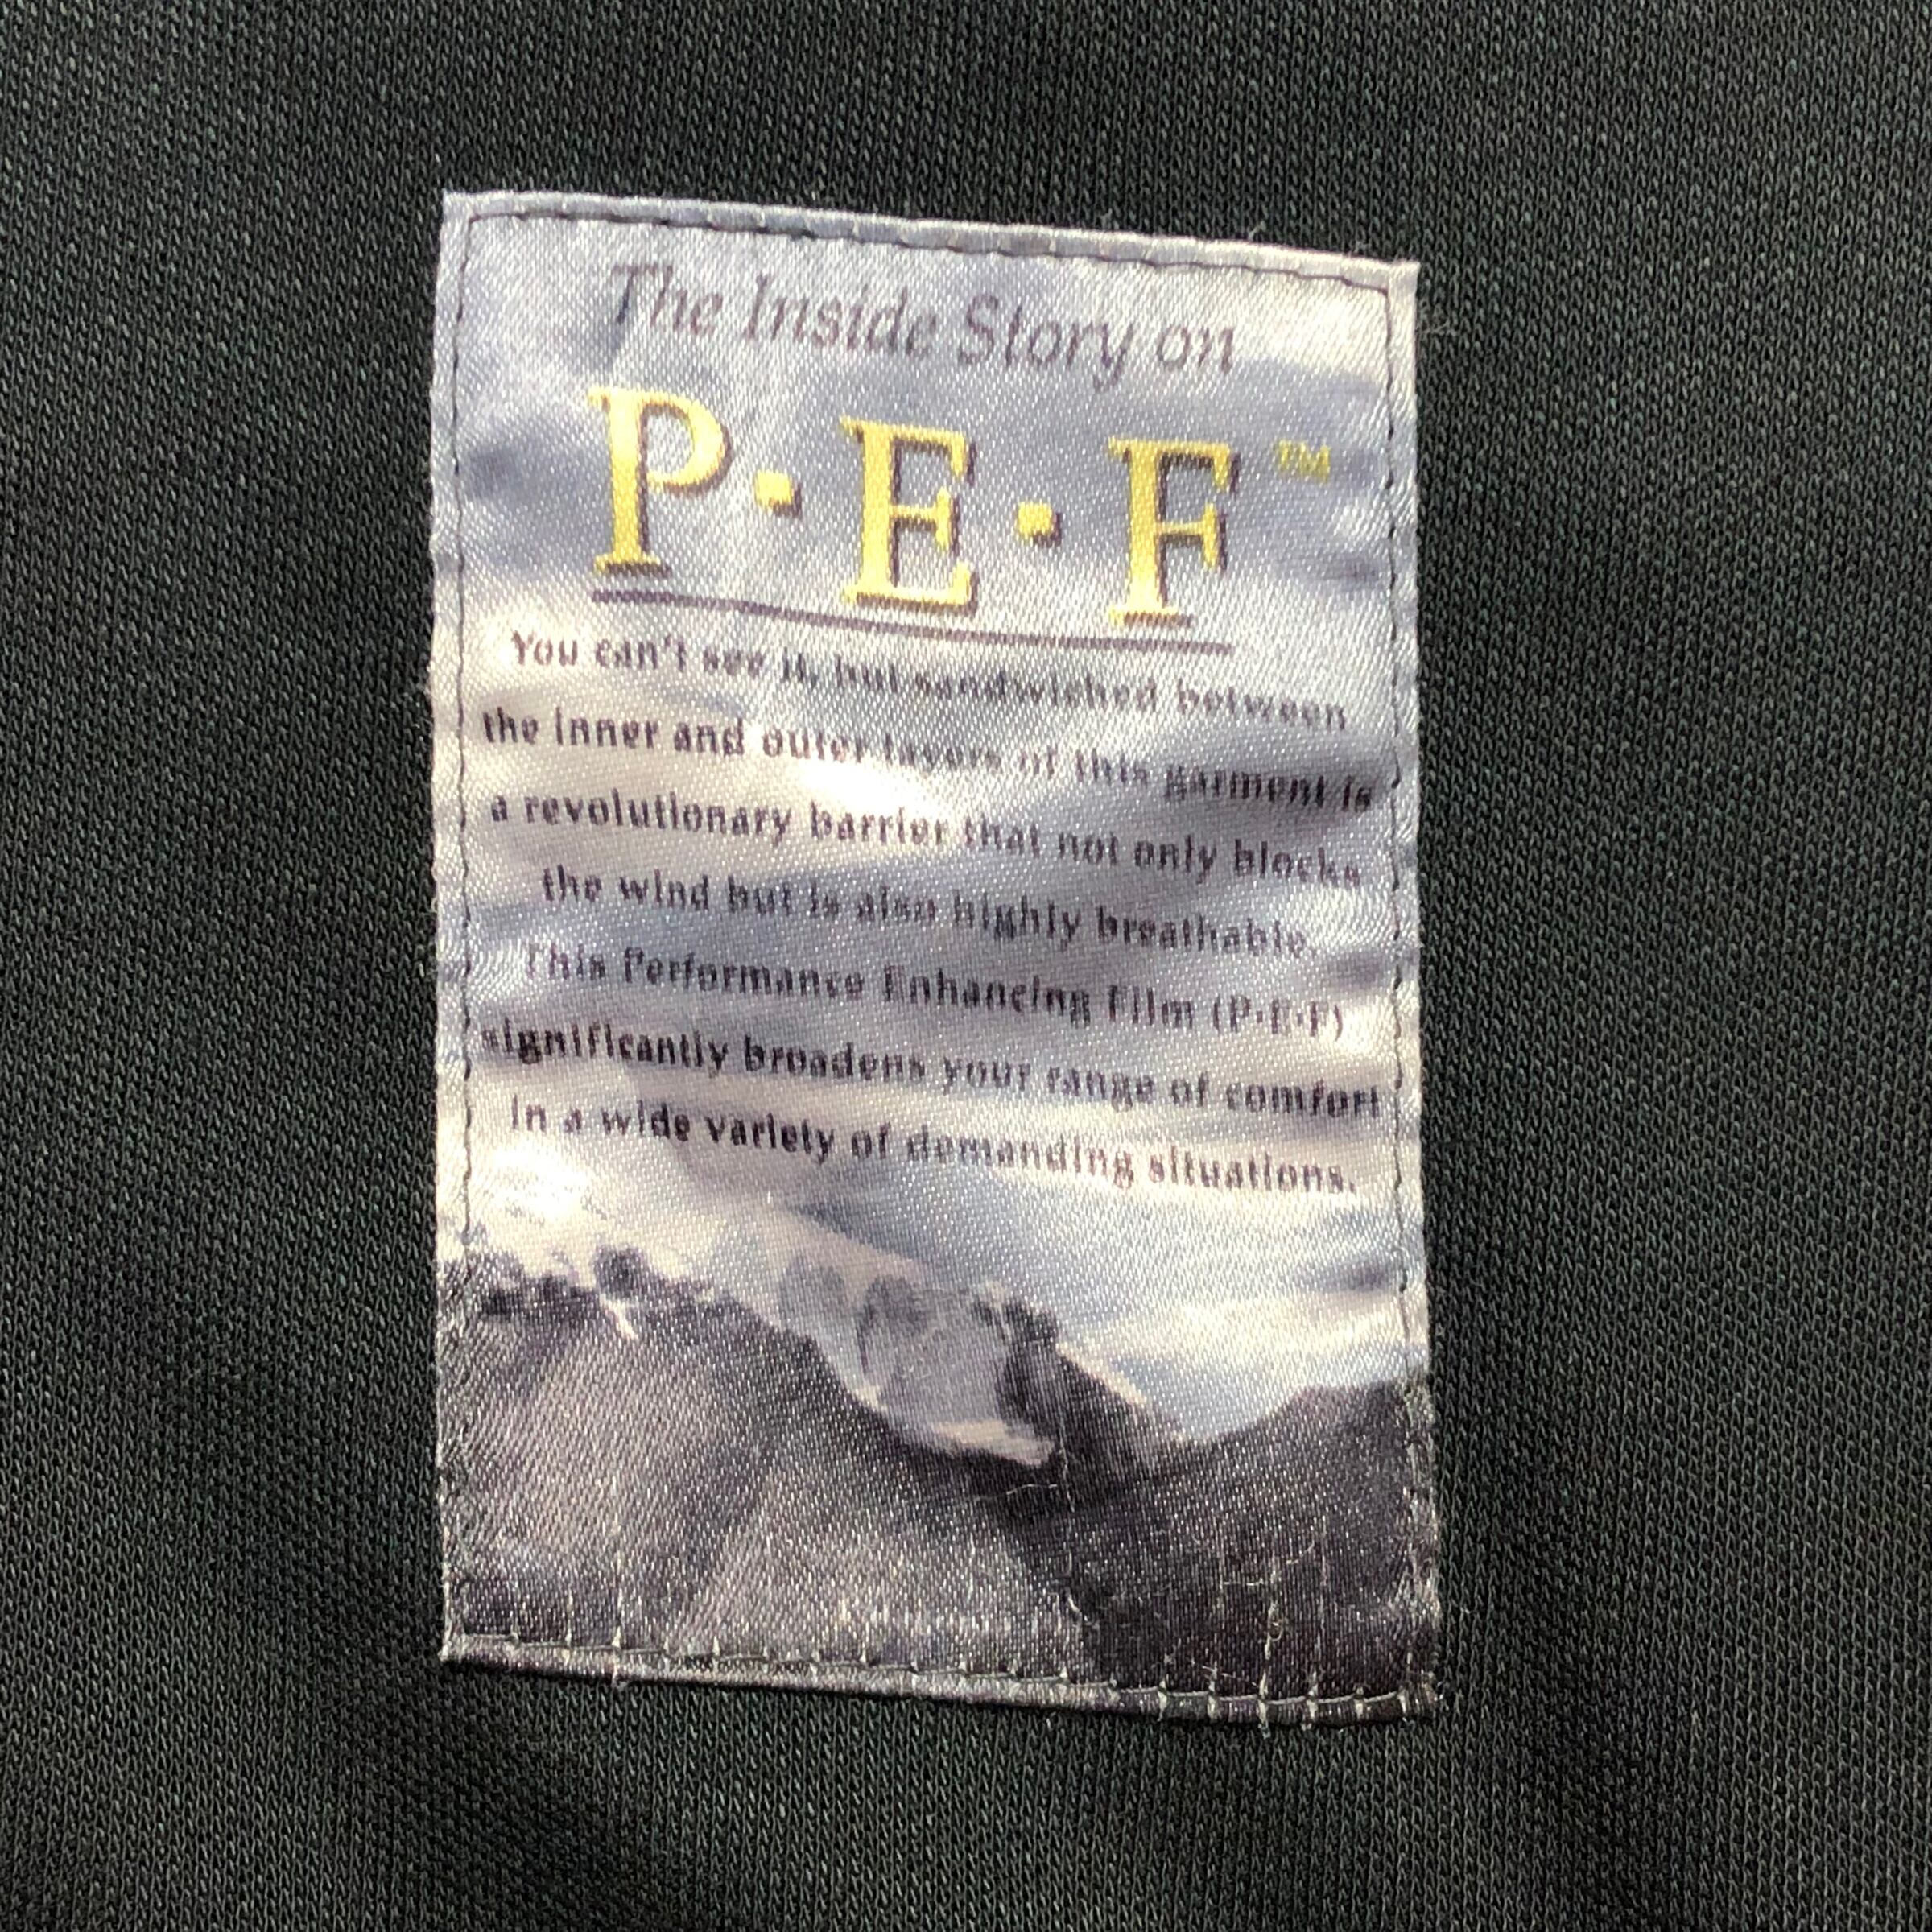 The Inside Story on
P·E·F™
You can't see it, but sandwiched between
the inner and outer layers of this garment is
a revolutionary barrier that not only blocks
the wind but is also highly breathable.
This Performance Enhancing Film (P·E·F)
significantly broadens your range of comfort
in a wide variety of demanding situations.